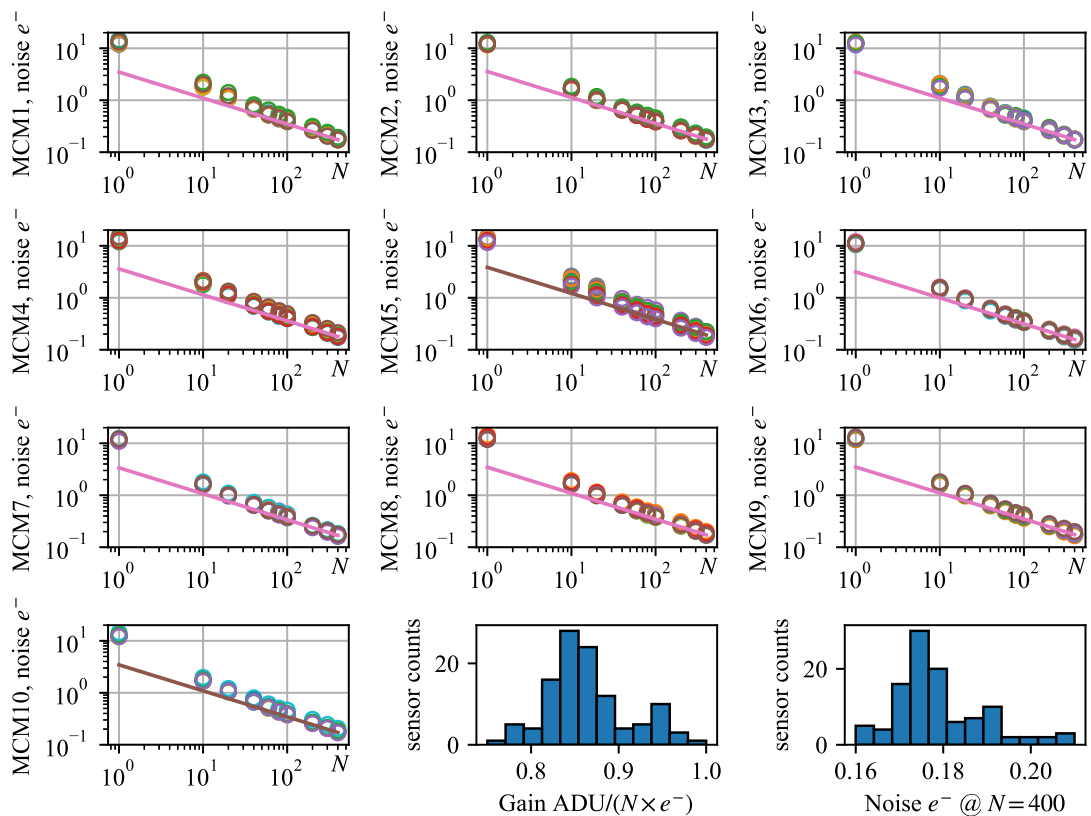 MCM1, noise e⁻
10¹
10⁰
10⁻¹
10⁰ 10¹ 10² N
MCM2, noise e⁻
10¹
10⁰
10⁻¹
10⁰ 10¹ 10² N
MCM3, noise e⁻
10¹
10⁰
10⁻¹
10⁰ 10¹ 10² N
MCM4, noise e⁻
10¹
10⁰
10⁻¹
10⁰ 10¹ 10² N
MCM5, noise e⁻
10¹
10⁰
10⁻¹
10⁰ 10¹ 10² N
MCM6, noise e⁻
10¹
10⁰
10⁻¹
10⁰ 10¹ 10² N
MCM7, noise e⁻
10¹
10⁰
10⁻¹
10⁰ 10¹ 10² N
MCM8, noise e⁻
10¹
10⁰
10⁻¹
10⁰ 10¹ 10² N
MCM9, noise e⁻
10¹
10⁰
10⁻¹
10⁰ 10¹ 10² N
MCM10, noise e⁻
10¹
10⁰
10⁻¹
10⁰ 10¹ 10² N
sensor counts
20
0
0.8 0.9 1.0
Gain ADU/(N × e⁻)
sensor counts
20
0
0.16 0.18 0.20
Noise e⁻ @ N = 400